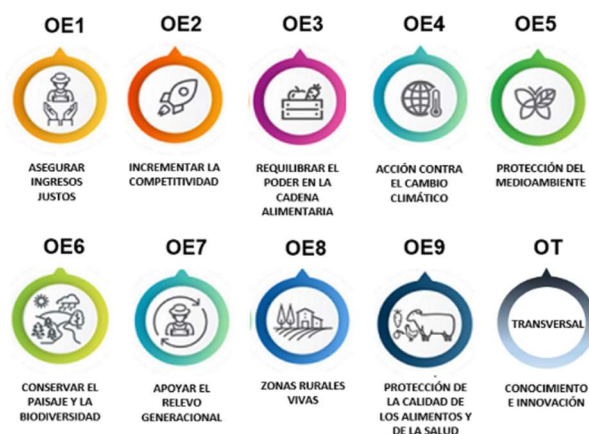 OE1
OE2
OE3
OE4
OE5
ASEGURAR
INGRESOS
JUSTOS
INCREMENTAR LA
COMPETITIVIDAD
REQUILIBRAR EL
PODER EN LA
CADENA
ALIMENTARIA
ACCIÓN CONTRA
EL CAMBIO
CLIMÁTICO
PROTECCIÓN DEL
MEDIOAMBIENTE
OE6
OE7
OE8
OE9
OT
TRANSVERSAL
CONSERVAR EL
PAISAJE Y LA
BIODIVERSIDAD
APOYAR EL
RELEVO
GENERACIONAL
ZONAS RURALES
VIVAS
PROTECCIÓN DE
LA CALIDAD DE
LOS ALIMENTOS Y
DE LA SALUD
CONOCIMIENTO
E INNOVACIÓN